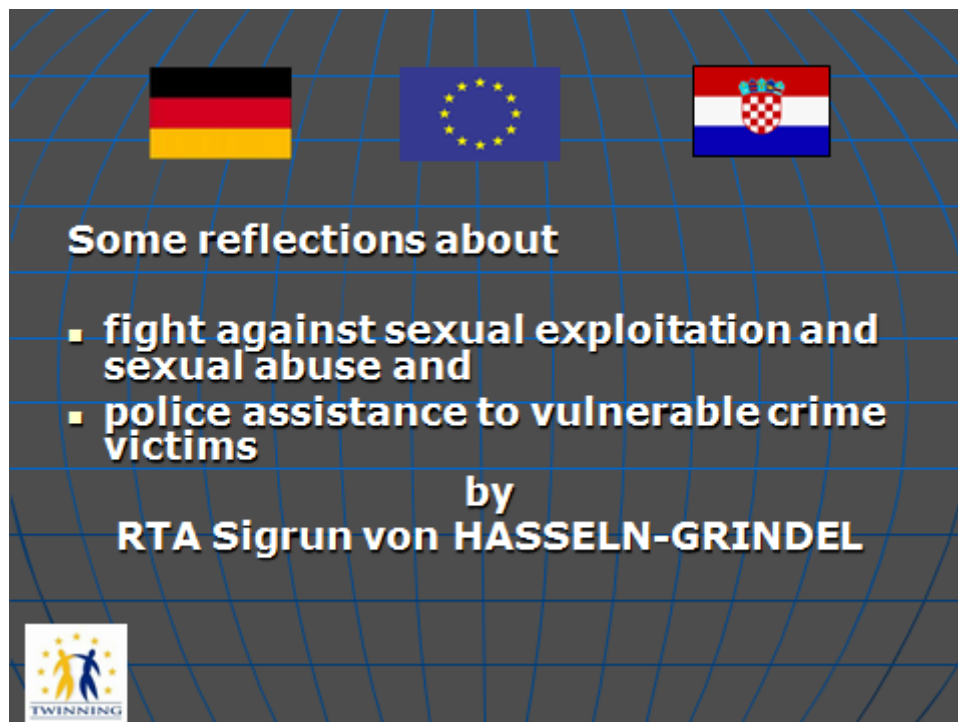 Some reflections about
fight against sexual exploitation and
sexual abuse and
police assistance to vulnerable crime
victims
by
RTA Sigrun von HASSELN-GRINDEL
TWINNING